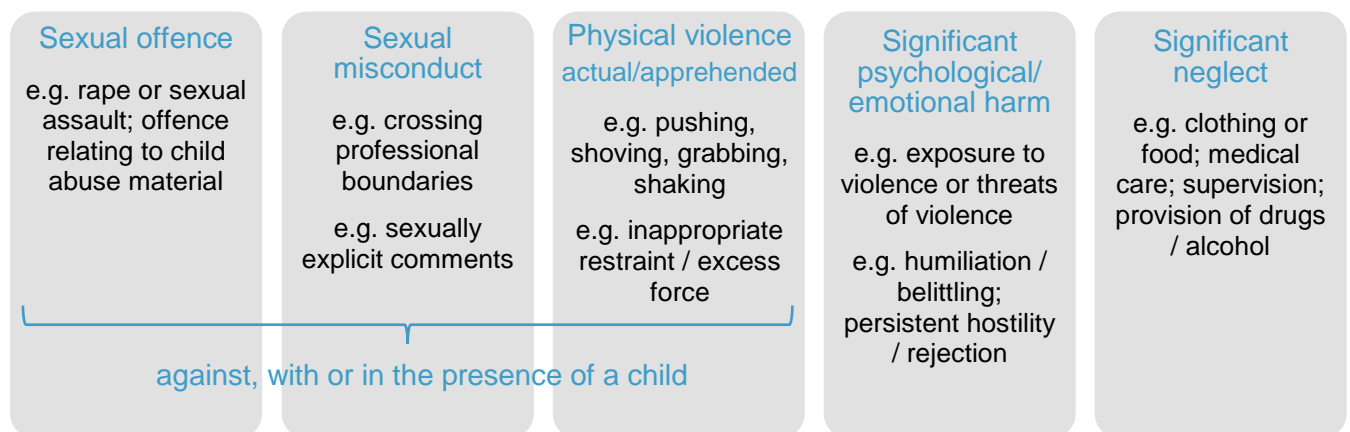 Sexual offence
e.g. rape or sexual
assault; offence
relating to child
abuse material
Sexual
misconduct
e.g. crossing
professional
boundaries
e.g. sexually
explicit comments
Physical violence
actual/apprehended
e.g. pushing,
shoving, grabbing,
shaking
e.g. inappropriate
restraint / excess
force
against, with or in the presence of a child
Significant
psychological/
emotional harm
e.g. exposure to
violence or threats
of violence
e.g. humiliation /
belittling;
persistent hostility
/ rejection
Significant
neglect
e.g. clothing or
food; medical
care; supervision;
provision of drugs
/ alcohol